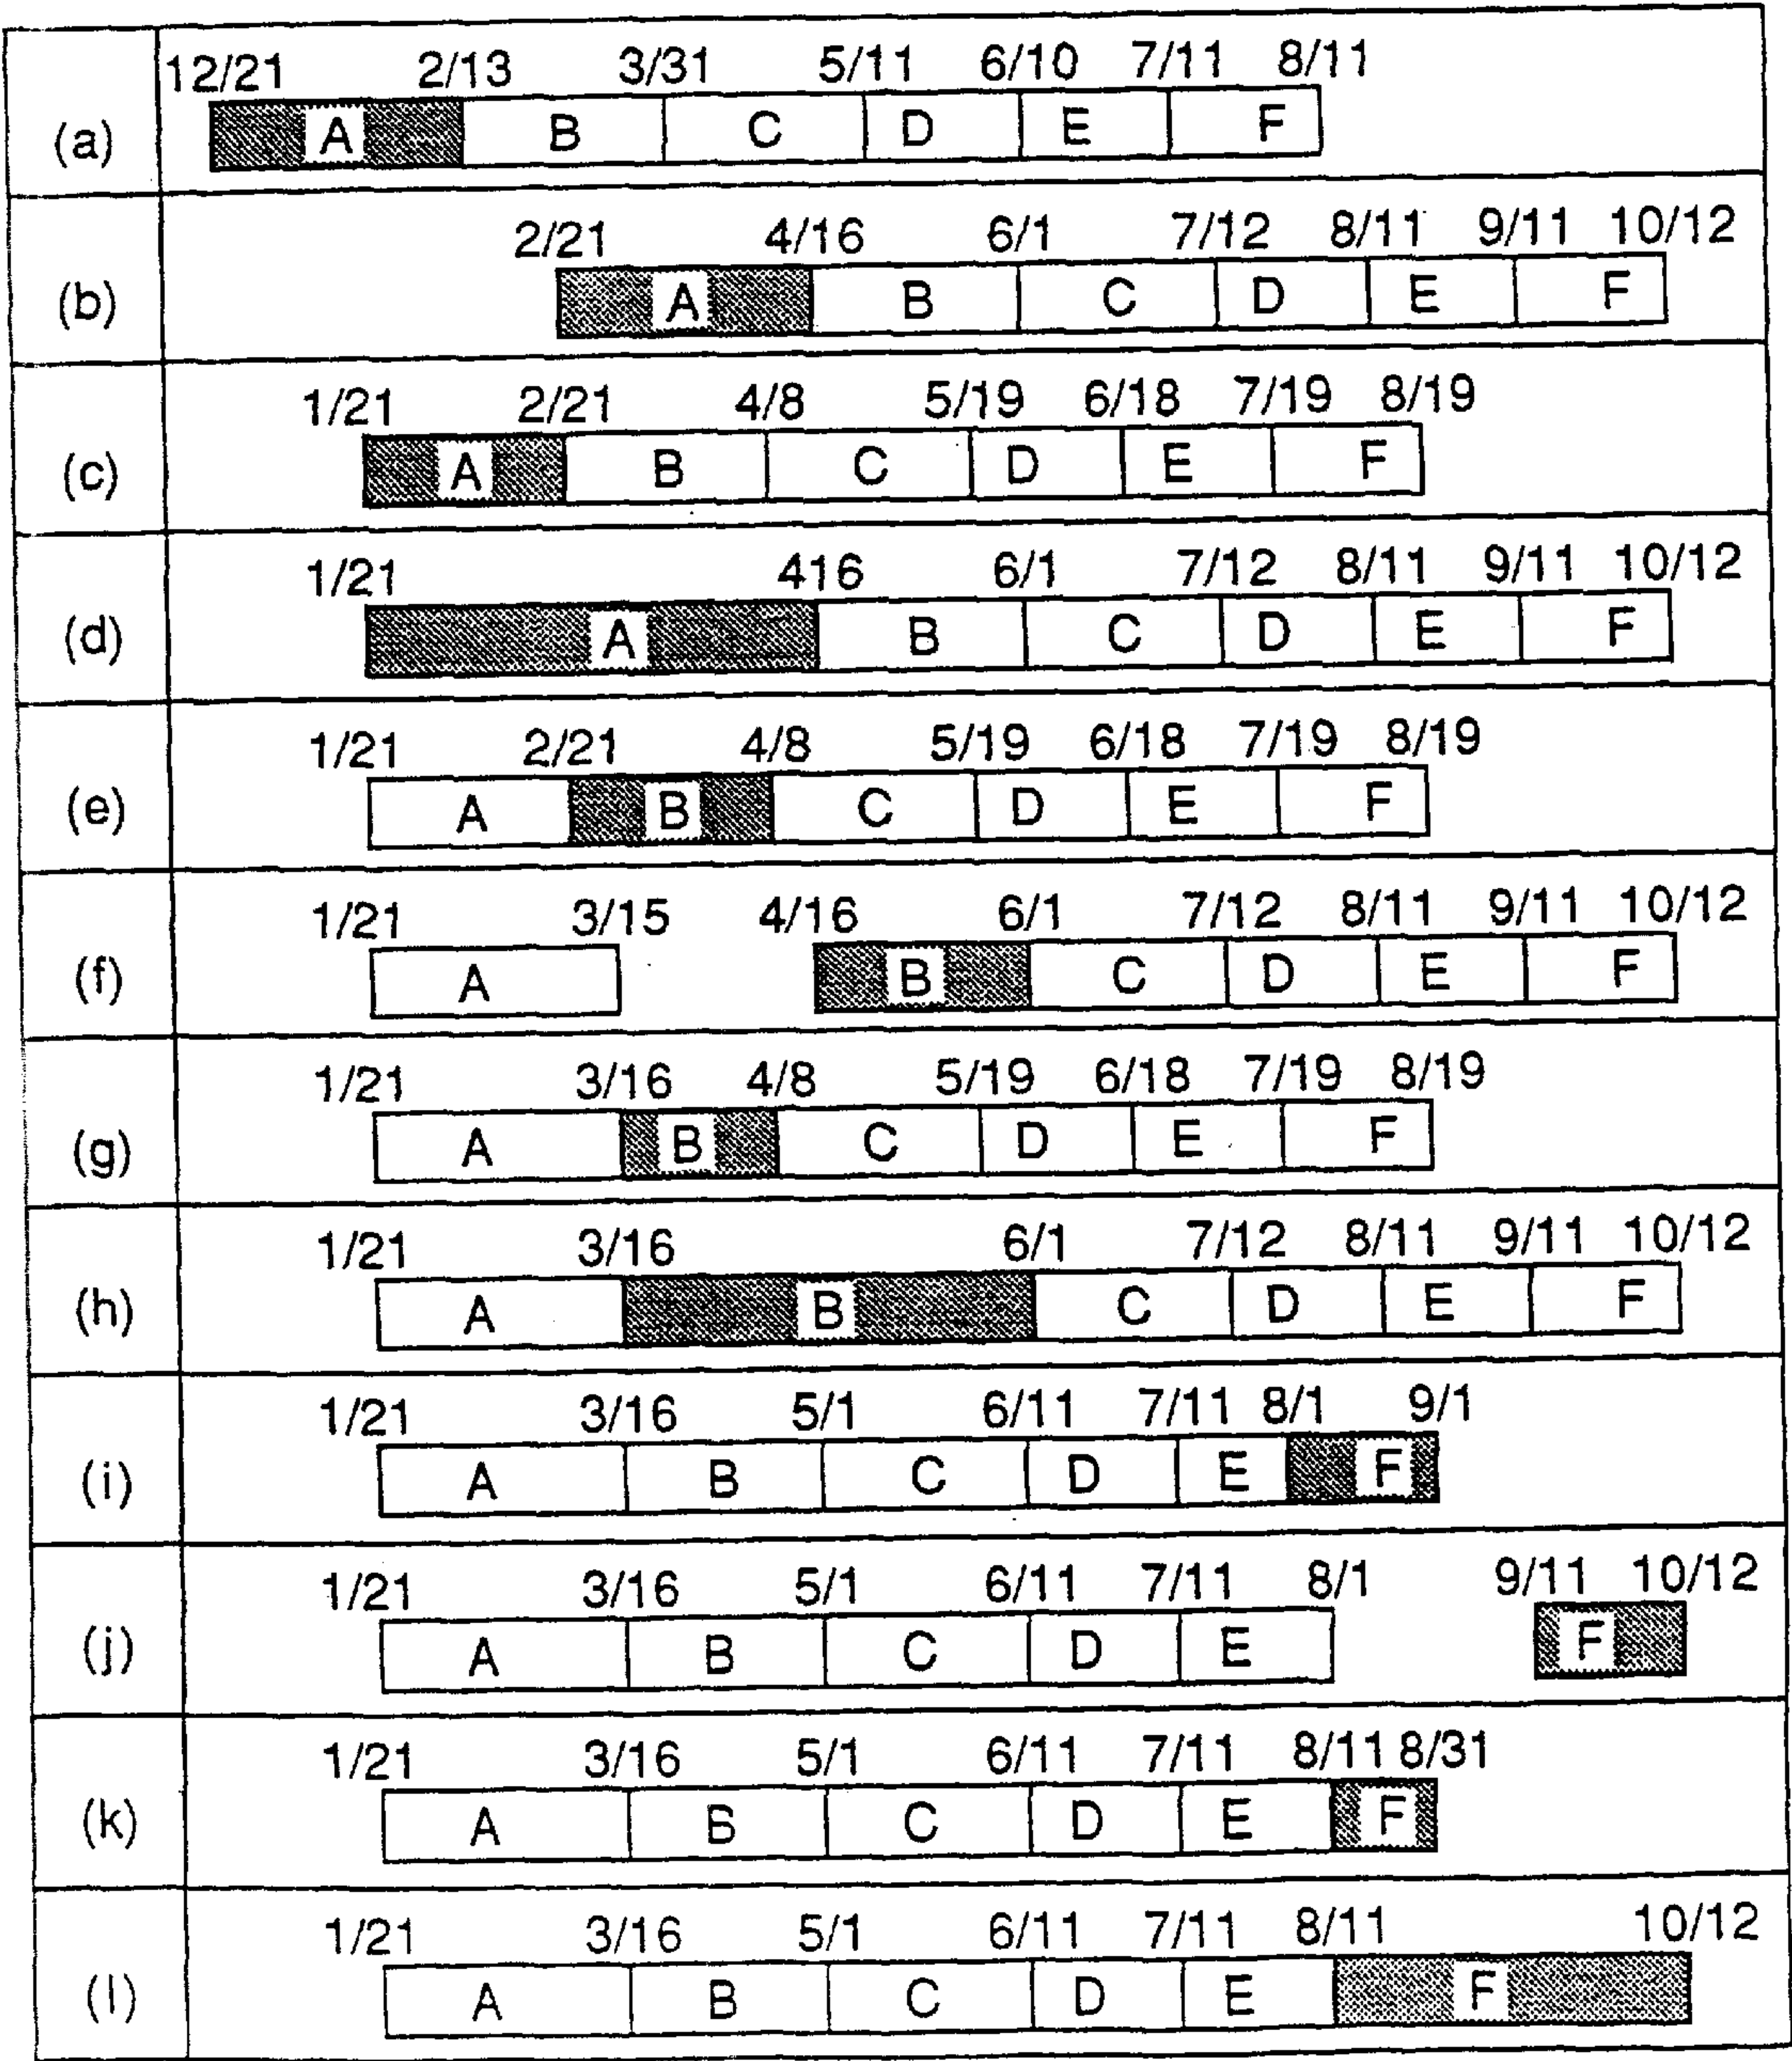 12/21 2/13 3/31 5/11 6/10 7/11 8/11
(a) A B C D E F
2/21 4/16 6/1 7/12 8/11 9/11 10/12
(b) A B C D E F
1/21 2/21 4/8 5/19 6/18 7/19 8/19
(c) A B C D E F
1/21 416 6/1 7/12 8/11 9/11 10/12
(d) A B C D E F
1/21 2/21 4/8 5/19 6/18 7/19 8/19
(e) A B C D E F
1/21 3/15 4/16 6/1 7/12 8/11 9/11 10/12
(f) A B C D E F
1/21 3/16 4/8 5/19 6/18 7/19 8/19
(g) A B C D E F
1/21 3/16 6/1 7/12 8/11 9/11 10/12
(h) A B C D E F
1/21 3/16 5/1 6/11 7/11 8/1 9/1
(i) A B C D E F
1/21 3/16 5/1 6/11 7/11 8/1 9/11 10/12
(j) A B C D E F
1/21 3/16 5/1 6/11 7/11 8/11 8/31
(k) A B C D E F
1/21 3/16 5/1 6/11 7/11 8/11 10/12
(l) A B C D E F